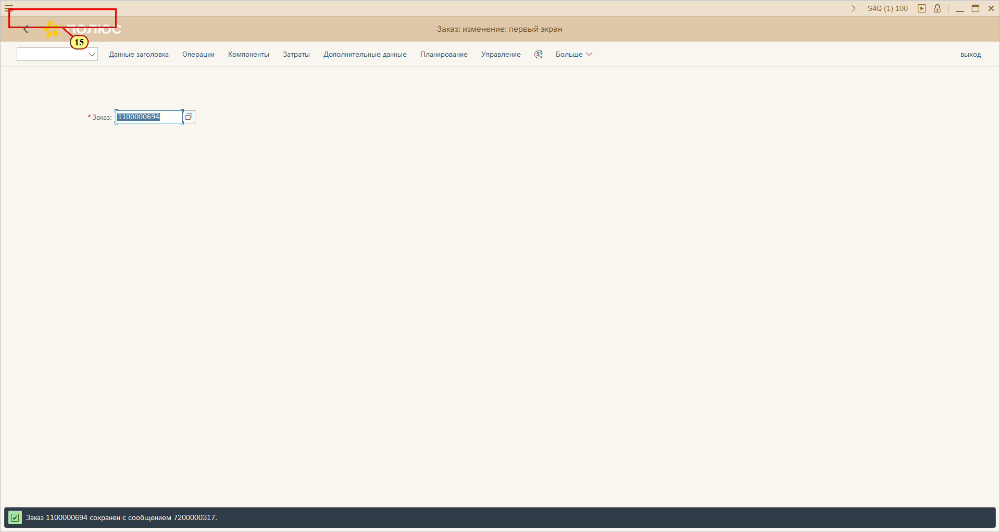 S4Q (1) 100
ПОЛЮС
Заказ: изменение: первый экран
15
Данные заголовка Операции Компоненты Затраты Дополнительные данные Планирование Управление Больше выход
* Заказ: 1100000694
Заказ 1100000694 сохранен с сообщением 7200000317.